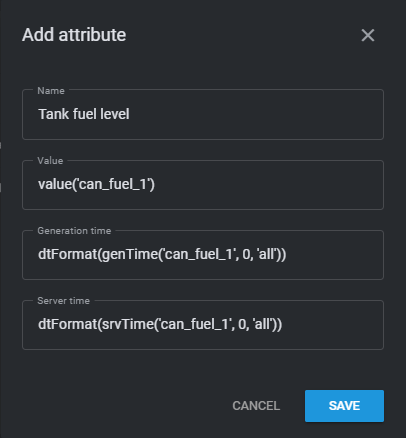 Add attribute
Name
Tank fuel level
Value
value('can_fuel_1')
Generation time
dtFormat(genTime('can_fuel_1', 0, 'all'))
Server time
dtFormat(srvTime('can_fuel_1', 0, 'all'))
CANCEL SAVE